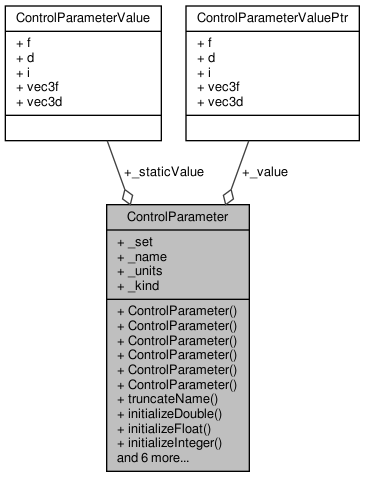 ControlParameterValue
+ f
+ d
+ i
+ vec3f
+ vec3d
ControlParameterValuePtr
+ f
+ d
+ i
+ vec3f
+ vec3d
+_staticValue
+_value
ControlParameter
+ _set
+ _name
+ _units
+ _kind
+ ControlParameter()
+ ControlParameter()
+ ControlParameter()
+ ControlParameter()
+ ControlParameter()
+ ControlParameter()
+ truncateName()
+ initializeDouble()
+ initializeFloat()
+ initializeInteger()
and 6 more...